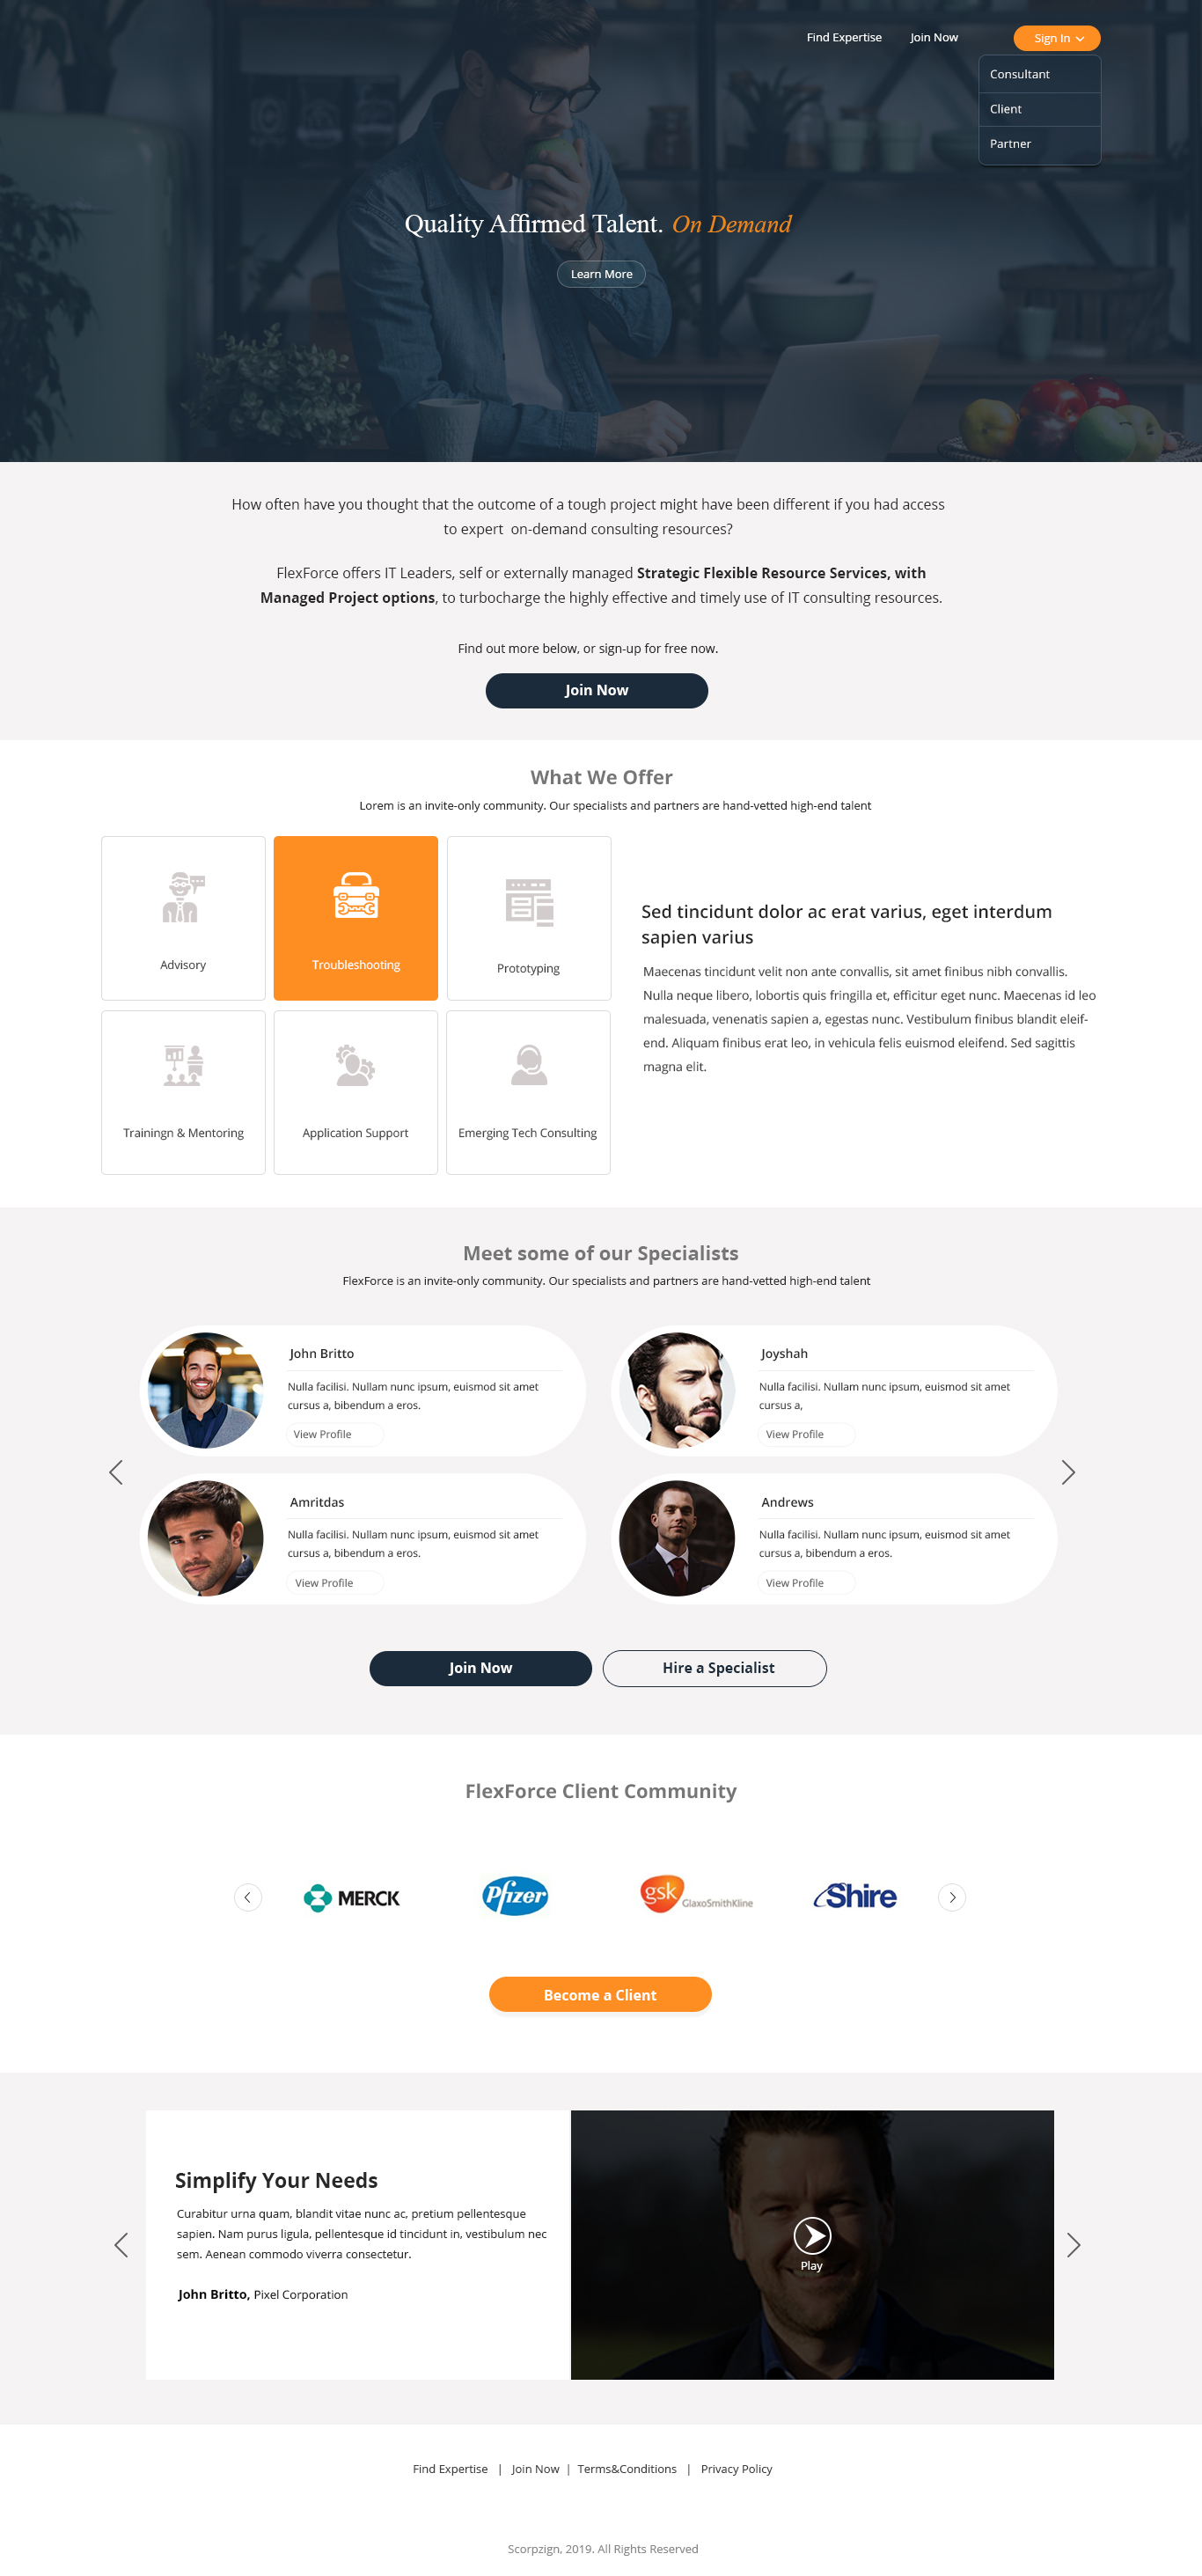 Find Expertise
Join Now
Sign In
Consultant
Client
Partner
Quality Affirmed Talent. On Demand
Learn More
How often have you thought that the outcome of a tough project might have been different if you had access
to expert on-demand consulting resources?
FlexForce offers IT Leaders, self or externally managed Strategic Flexible Resource Services, with
Managed Project options, to turbocharge the highly effective and timely use of IT consulting resources.
Find out more below, or sign-up for free now.
Join Now
What We Offer
Lorem is an invite-only community. Our specialists and partners are hand-vetted high-end talent
Advisory
Troubleshooting
Prototyping
Trainingn & Mentoring
Application Support
Emerging Tech Consulting
Sed tincidunt dolor ac erat varius, eget interdum
sapien varius
Maecenas tincidunt velit non ante convallis, sit amet finibus nibh convallis.
Nulla neque libero, lobortis quis fringilla et, efficitur eget nunc. Maecenas id leo
malesuada, venenatis sapien a, egestas nunc. Vestibulum finibus blandit eleif-
end. Aliquam finibus erat leo, in vehicula felis euismod eleifend. Sed sagittis
magna elit.
Meet some of our Specialists
FlexForce is an invite-only community. Our specialists and partners are hand-vetted high-end talent
John Britto
Nulla facilisi. Nullam nunc ipsum, euismod sit amet
cursus a, bibendum a eros.
View Profile
Joyshah
Nulla facilisi. Nullam nunc ipsum, euismod sit amet
cursus a,
View Profile
Amritdas
Nulla facilisi. Nullam nunc ipsum, euismod sit amet
cursus a, bibendum a eros.
View Profile
Andrews
Nulla facilisi. Nullam nunc ipsum, euismod sit amet
cursus a, bibendum a eros.
View Profile
Join Now
Hire a Specialist
FlexForce Client Community
MERCK
Pfizer
gsk GlaxoSmithKline
Shire
Become a Client
Simplify Your Needs
Curabitur urna quam, blandit vitae nunc ac, pretium pellentesque
sapien. Nam purus ligula, pellentesque id tincidunt in, vestibulum nec
sem. Aenean commodo viverra consectetur.
John Britto, Pixel Corporation
Play
Find Expertise | Join Now | Terms&Conditions | Privacy Policy
Scorpzign, 2019. All Rights Reserved